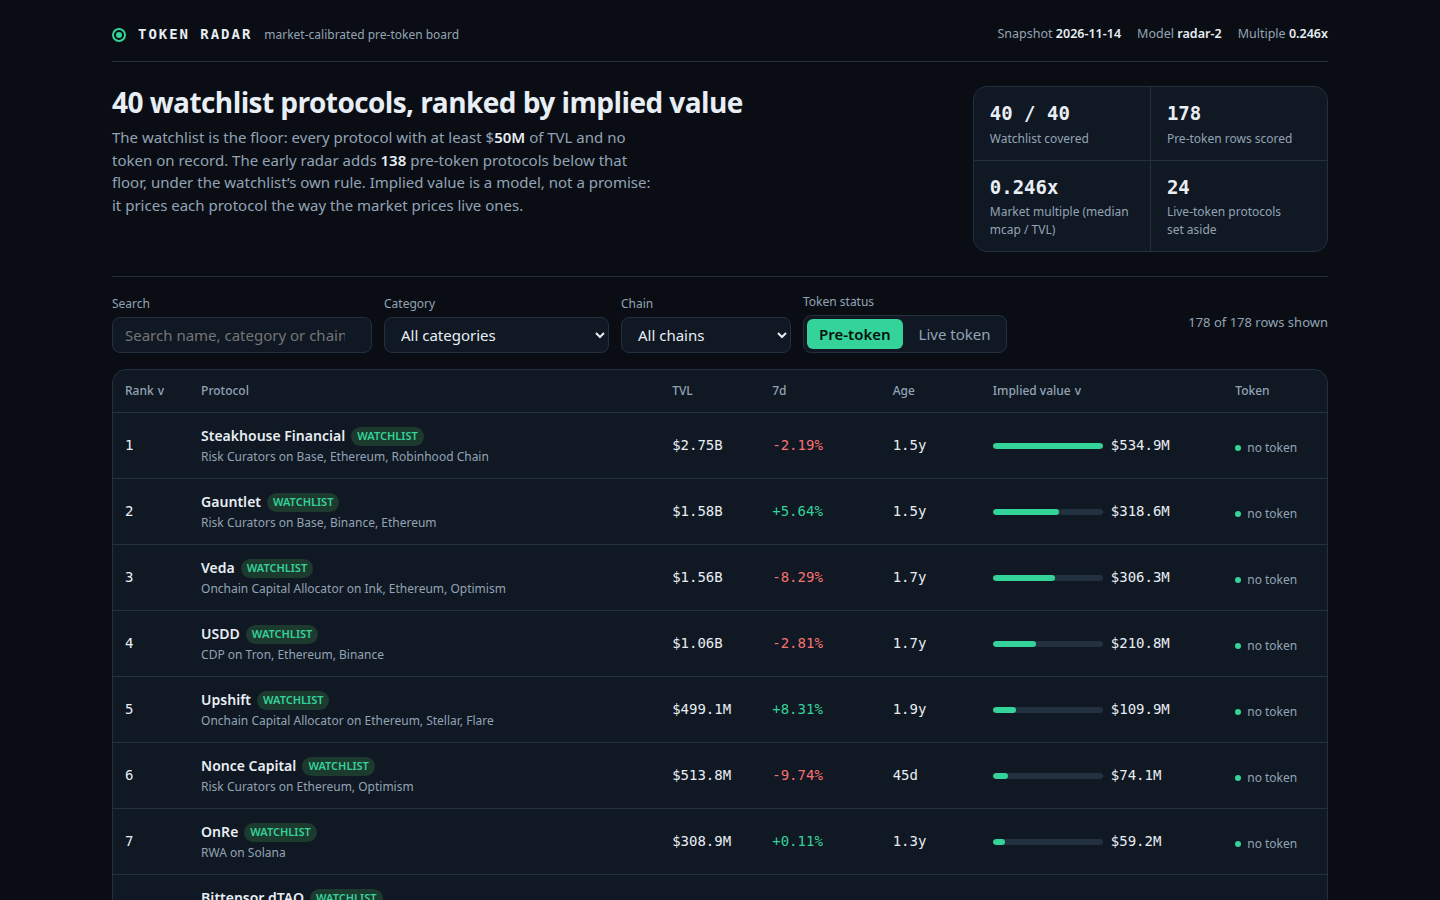 TOKEN RADAR market-calibrated pre-token board
Snapshot 2026-11-14 Model radar-2 Multiple 0.246x
40 watchlist protocols, ranked by implied value
The watchlist is the floor: every protocol with at least $50M of TVL and no
token on record. The early radar adds 138 pre-token protocols below that
floor, under the watchlist's own rule. Implied value is a model, not a promise:
it prices each protocol the way the market prices live ones.
40 / 40
Watchlist covered
178
Pre-token rows scored
0.246x
Market multiple (median
mcap / TVL)
24
Live-token protocols
set aside
Search
Search name, category or chain
Category
All categories
Chain
All chains
Token status
Pre-token Live token
178 of 178 rows shown
Rank v Protocol TVL 7d Age Implied value v Token
1 Steakhouse Financial WATCHLIST $2.75B -2.19% 1.5y $534.9M no token
Risk Curators on Base, Ethereum, Robinhood Chain
2 Gauntlet WATCHLIST $1.58B +5.64% 1.5y $318.6M no token
Risk Curators on Base, Binance, Ethereum
3 Veda WATCHLIST $1.56B -8.29% 1.7y $306.3M no token
Onchain Capital Allocator on Ink, Ethereum, Optimism
4 USDD WATCHLIST $1.06B -2.81% 1.7y $210.8M no token
CDP on Tron, Ethereum, Binance
5 Upshift WATCHLIST $499.1M +8.31% 1.9y $109.9M no token
Onchain Capital Allocator on Ethereum, Stellar, Flare
6 Nonce Capital WATCHLIST $513.8M -9.74% 45d $74.1M no token
Risk Curators on Ethereum, Optimism
7 OnRe WATCHLIST $308.9M +0.11% 1.3y $59.2M no token
RWA on Solana
Bittensor dTAO WATCHLIST